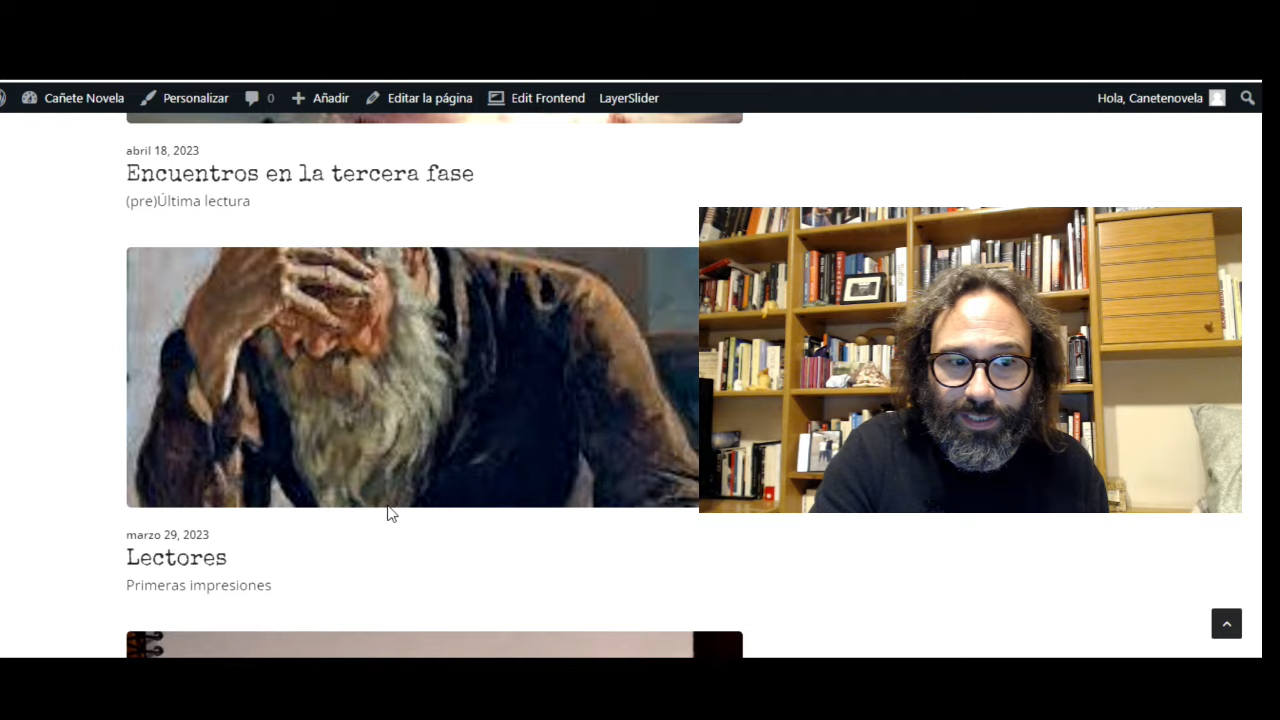 Cañete Novela Personalizar 0 Añadir Editar la página Edit Frontend LayerSlider Hola, Canetenovela
abril 18, 2023
Encuentros en la tercera fase
(pre)Última lectura
marzo 29, 2023
Lectores
Primeras impresiones